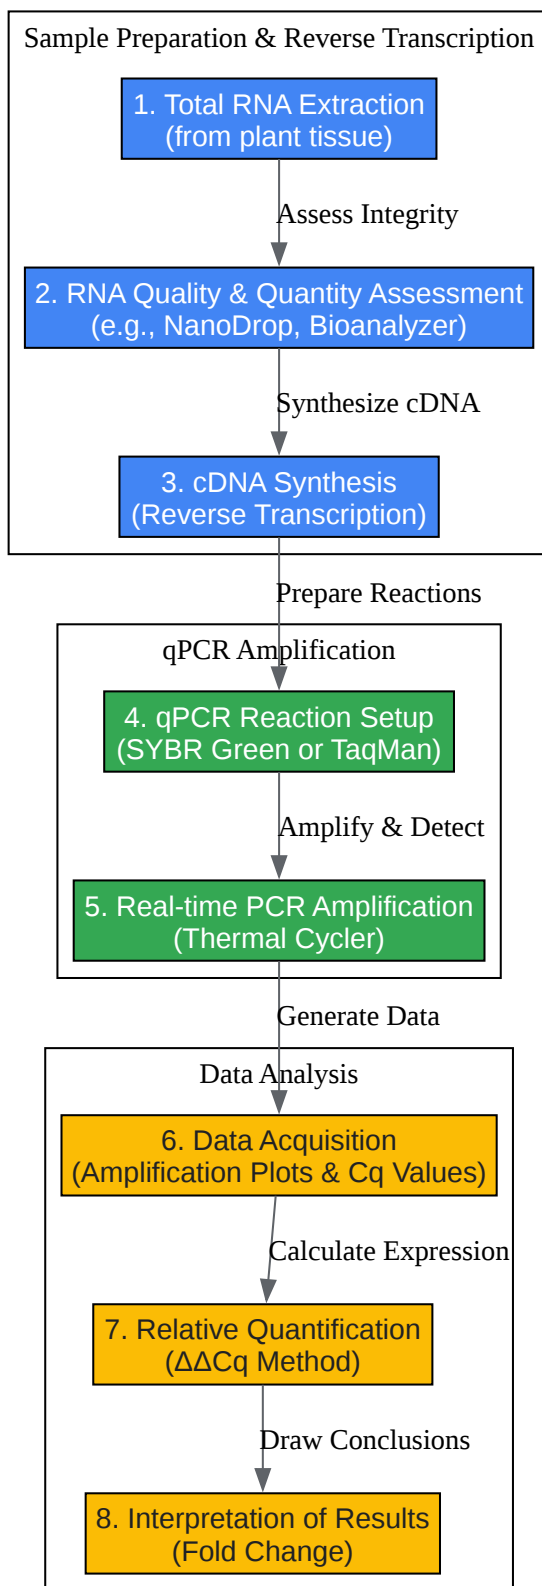 Sample Preparation & Reverse Transcription
1. Total RNA Extraction
(from plant tissue)
Assess Integrity
2. RNA Quality & Quantity Assessment
(e.g., NanoDrop, Bioanalyzer)
Synthesize cDNA
3. cDNA Synthesis
(Reverse Transcription)
Prepare Reactions
qPCR Amplification
4. qPCR Reaction Setup
(SYBR Green or TaqMan)
Amplify & Detect
5. Real-time PCR Amplification
(Thermal Cycler)
Generate Data
Data Analysis
6. Data Acquisition
(Amplification Plots & Cq Values)
Calculate Expression
7. Relative Quantification
(ΔΔCq Method)
Draw Conclusions
8. Interpretation of Results
(Fold Change)